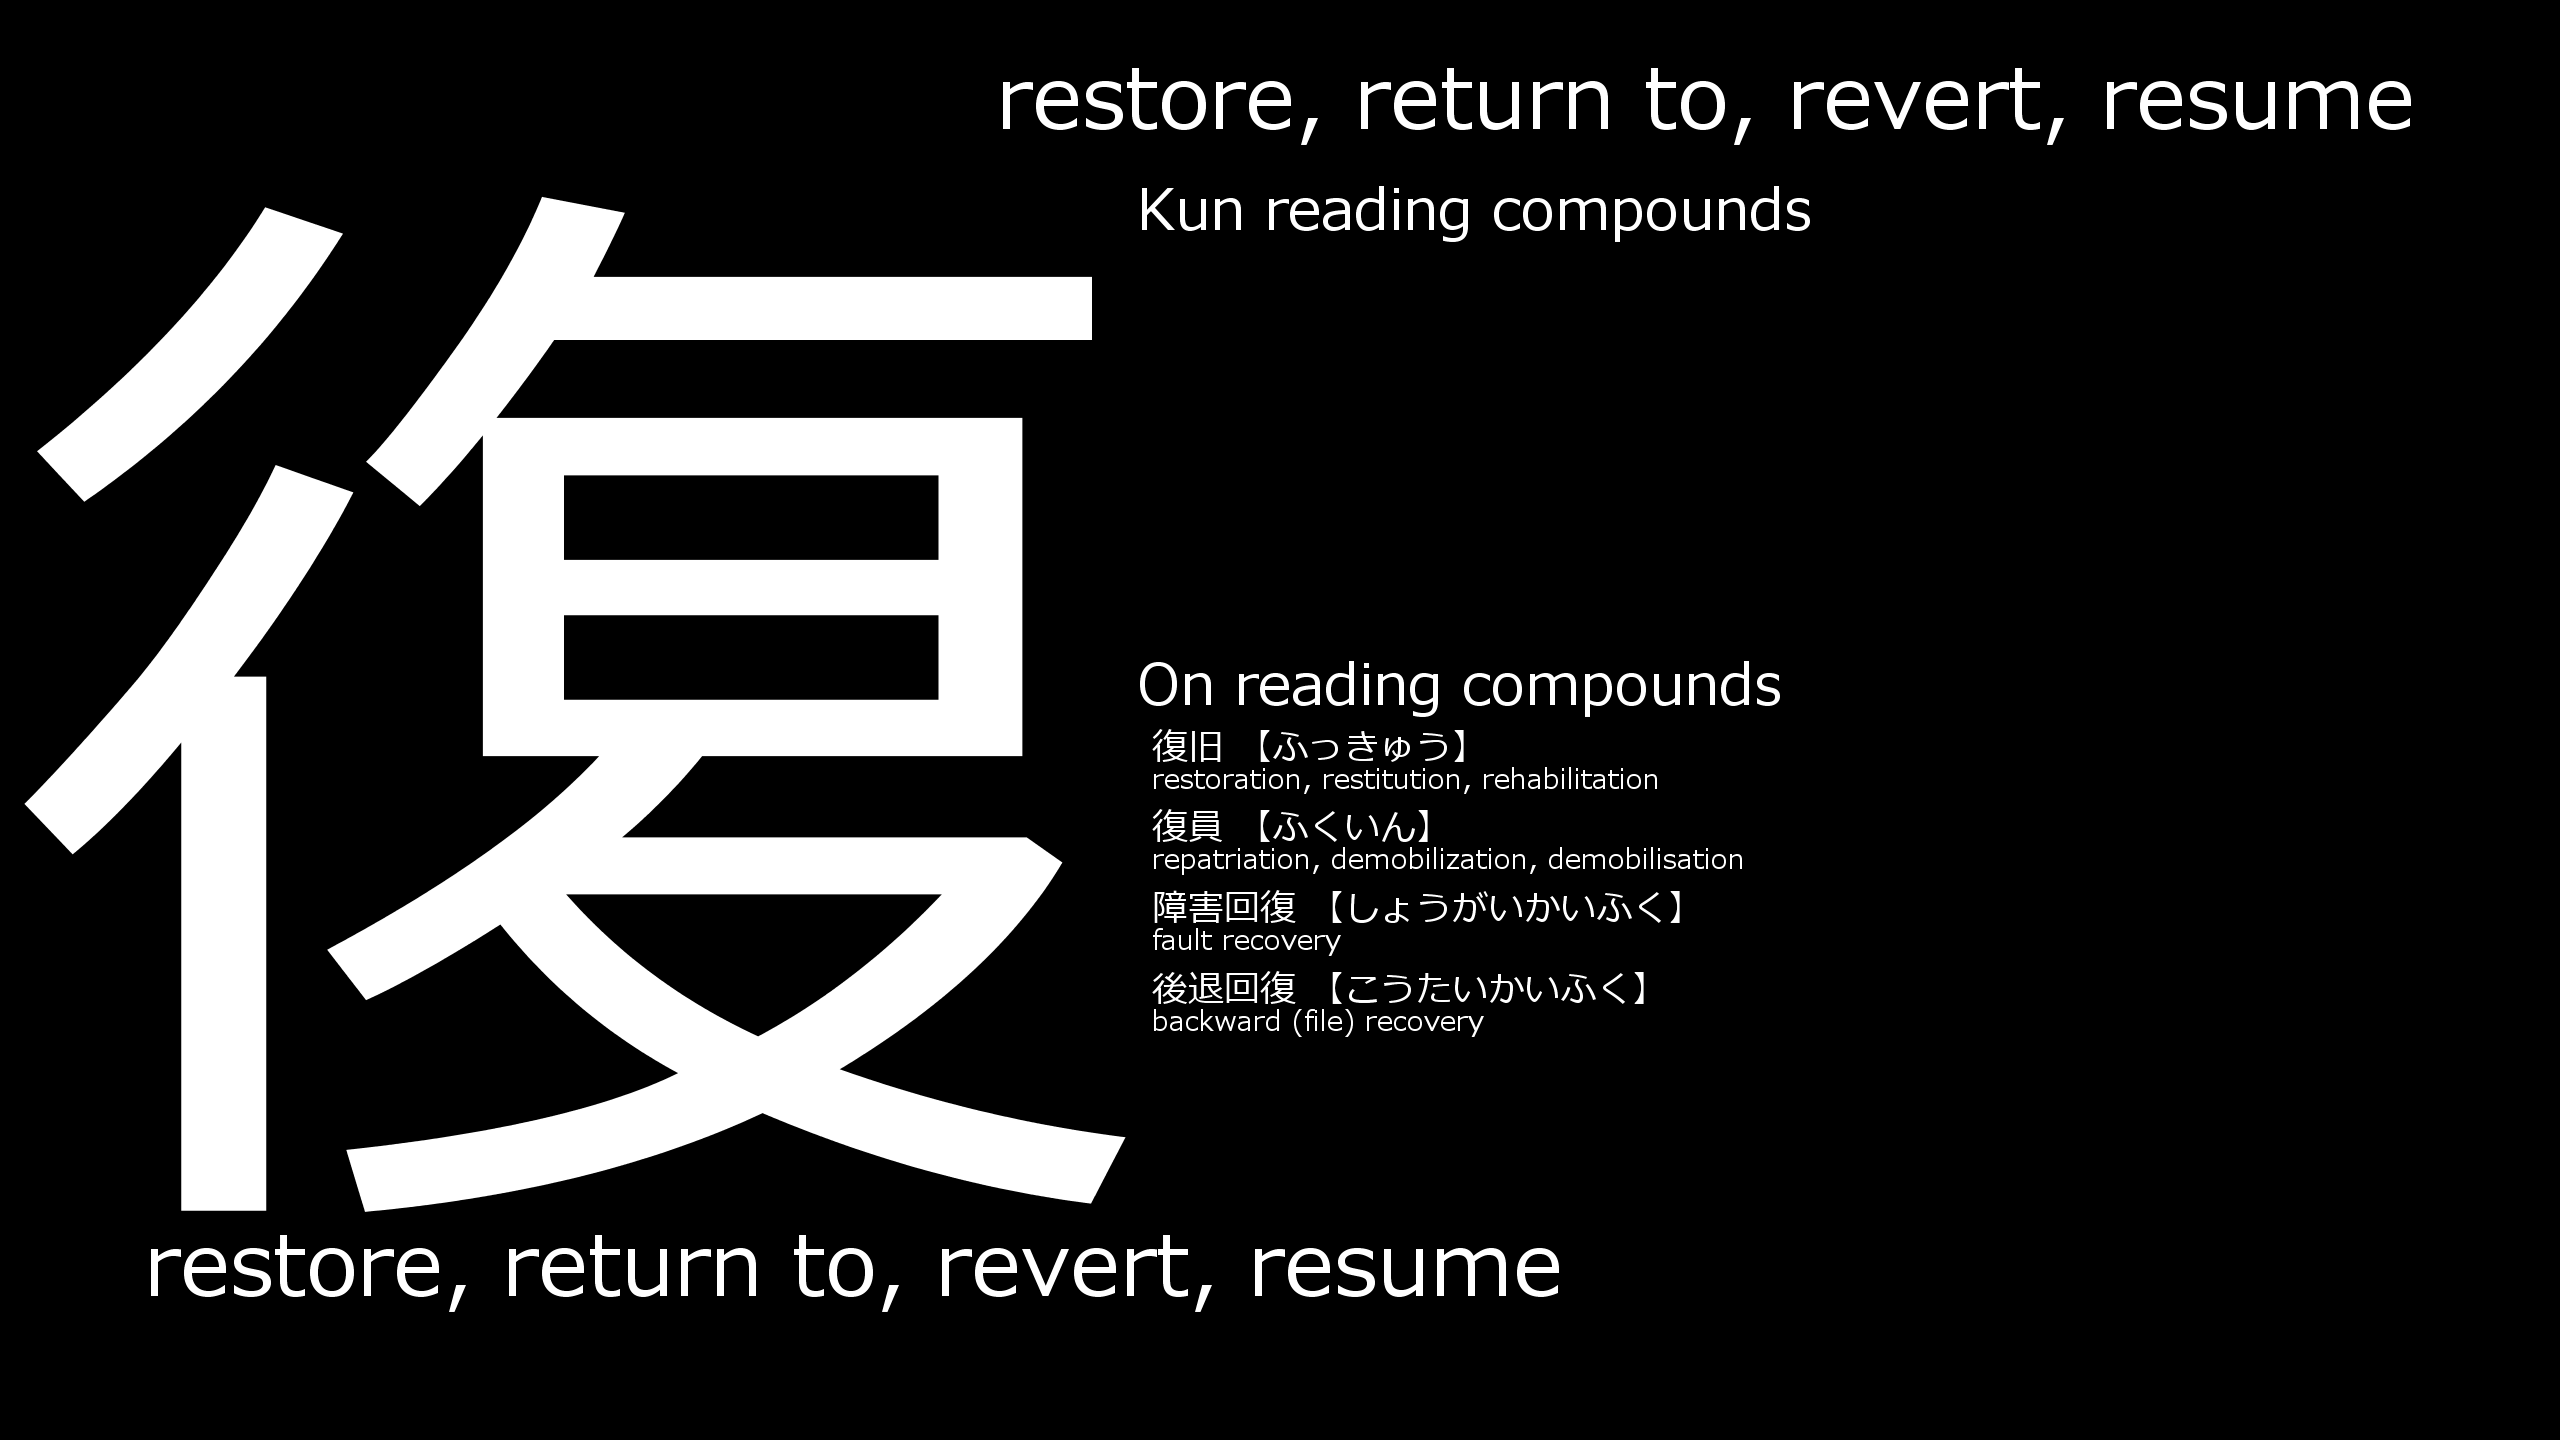 restore, return to, revert, resume
復
Kun reading compounds
On reading compounds
復旧 【ふっきゅう】
restoration, restitution, rehabilitation
復員 【ふくいん】
repatriation, demobilization, demobilisation
障害回復 【しょうがいかいふく】
fault recovery
後退回復 【こうたいかいふく】
backward (file) recovery
restore, return to, revert, resume